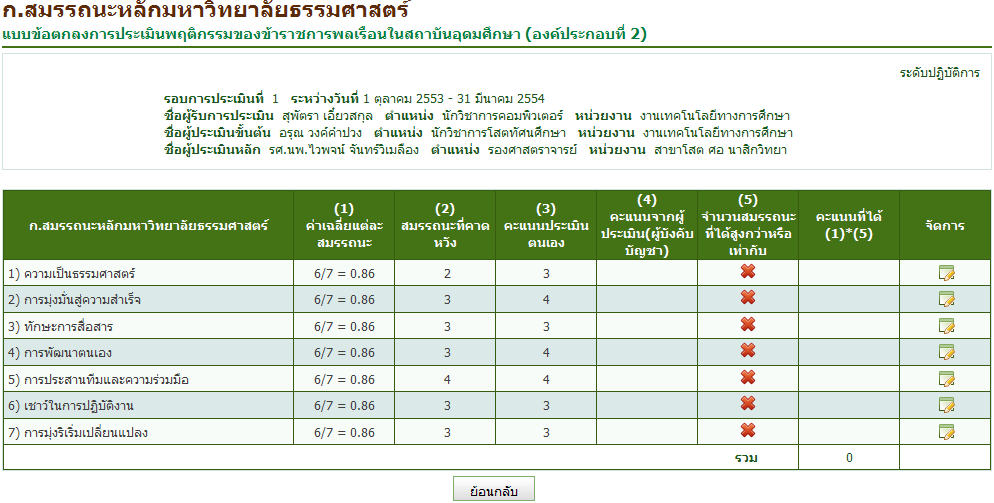 ก.สมรรถนะหลักมหาวิทยาลัยธรรมศาสตร์
แบบข้อตกลงการประเมินพฤติกรรมของข้าราชการพลเรือนในสถาบันอุดมศึกษา (องค์ประกอบที่ 2)
ระดับปฏิบัติการ
รอบการประเมินที่ 1 ระหว่างวันที่ 1 ตุลาคม 2553 - 31 มีนาคม 2554
ชื่อผู้รับการประเมิน สุพัตรา เอี่ยวสกุล ตำแหน่ง นักวิชาการคอมพิวเตอร์ หน่วยงาน งานเทคโนโลยีทางการศึกษา
ชื่อผู้ประเมินขั้นต้น อรุณ วงค์คำปวง ตำแหน่ง นักวิชาการโสตทัศนศึกษา หน่วยงาน งานเทคโนโลยีทางการศึกษา
ชื่อผู้ประเมินหลัก รศ.นพ.ไวพจน์ จันทร์วิเมลือง ตำแหน่ง รองศาสตราจารย์ หน่วยงาน สาขาโสต ศอ นาสิกวิทยา
ก.สมรรถนะหลักมหาวิทยาลัยธรรมศาสตร์
(1)
ค่าเฉลี่ยแต่ละ
สมรรถนะ
(2)
สมรรถนะที่คาด
หวัง
(3)
คะแนนประเมิน
ตนเอง
(4)
คะแนนจากผู้
ประเมิน(ผู้บังคับ
บัญชา)
(5)
จำนวนสมรรถนะ
ที่ได้สูงกว่าหรือ
เท่ากับ
คะแนนที่ได้
(1)*(5)
จัดการ
1) ความเป็นธรรมศาสตร์ 6/7 = 0.86 2 3
2) การมุ่งมั่นสู่ความสำเร็จ 6/7 = 0.86 3 4
3) ทักษะการสื่อสาร 6/7 = 0.86 3 3
4) การพัฒนาตนเอง 6/7 = 0.86 3 4
5) การประสานทีมและความร่วมมือ 6/7 = 0.86 4 4
6) เชาว์ในการปฏิบัติงาน 6/7 = 0.86 3 3
7) การมุ่งริเริ่มเปลี่ยนแปลง 6/7 = 0.86 3 3
รวม 0
ย้อนกลับ